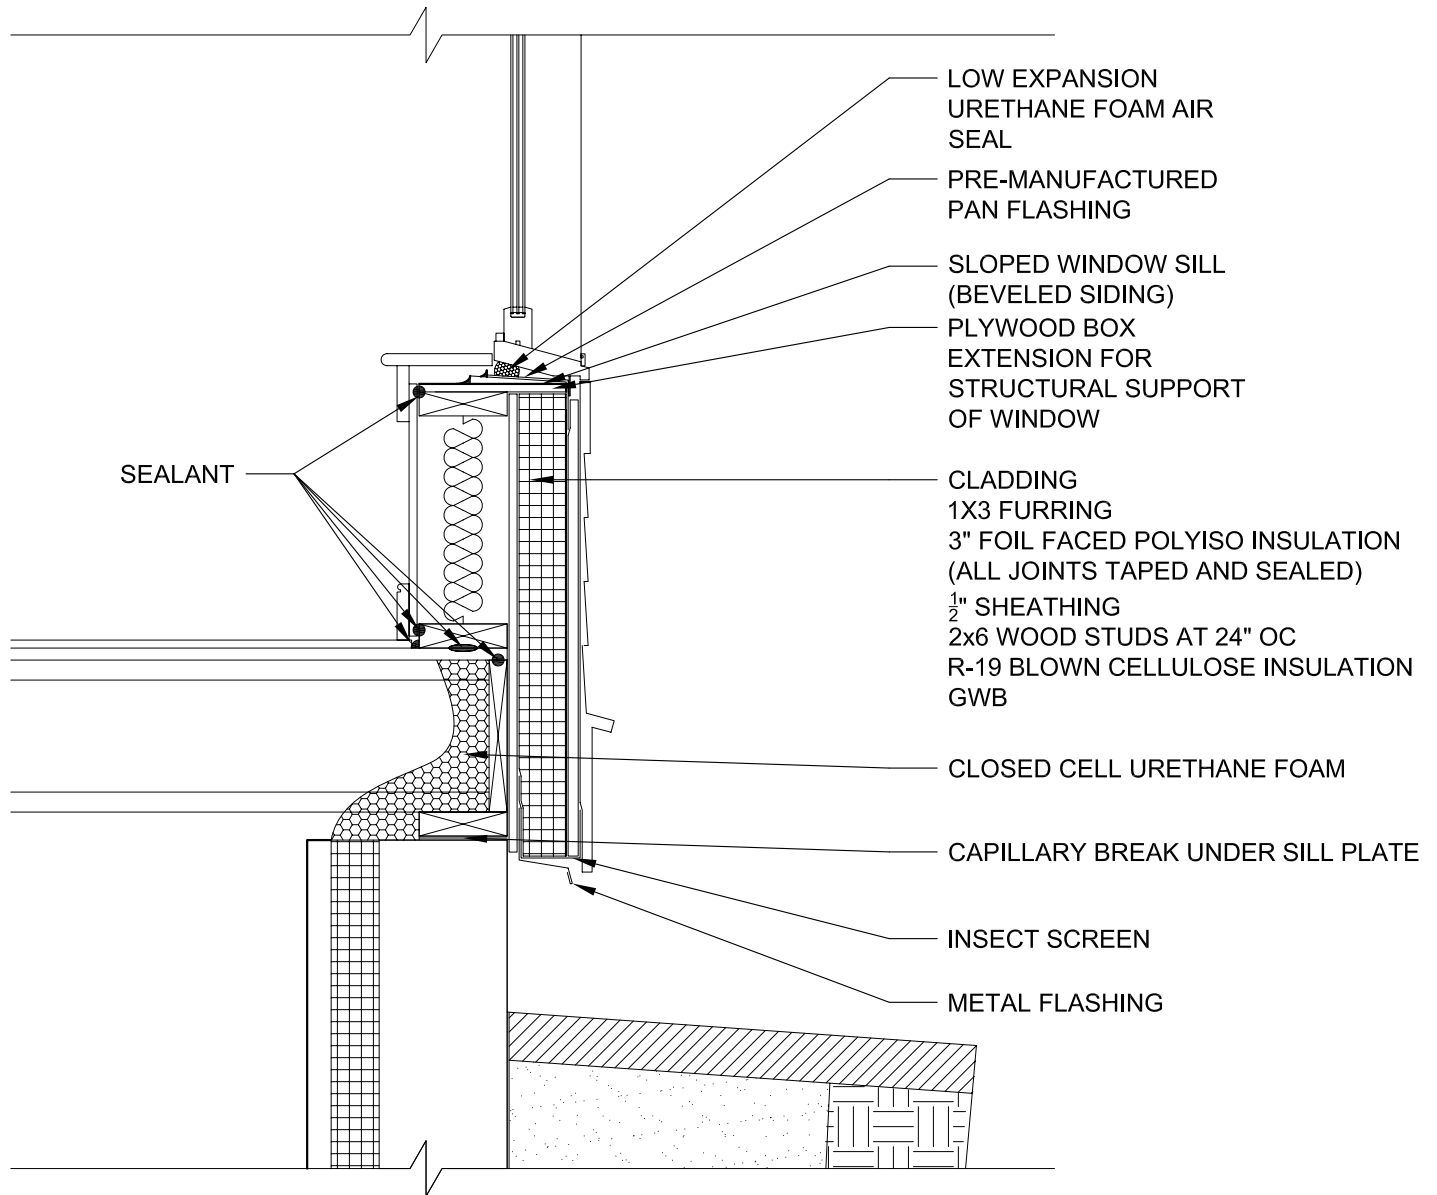 LOW EXPANSION
URETHANE FOAM AIR
SEAL
PRE-MANUFACTURED
PAN FLASHING
SLOPED WINDOW SILL
(BEVELED SIDING)
PLYWOOD BOX
EXTENSION FOR
STRUCTURAL SUPPORT
OF WINDOW
SEALANT
CLADDING
1X3 FURRING
3" FOIL FACED POLYISO INSULATION
(ALL JOINTS TAPED AND SEALED)
1/2" SHEATHING
2x6 WOOD STUDS AT 24" OC
R-19 BLOWN CELLULOSE INSULATION
GWB
CLOSED CELL URETHANE FOAM
CAPILLARY BREAK UNDER SILL PLATE
INSECT SCREEN
METAL FLASHING